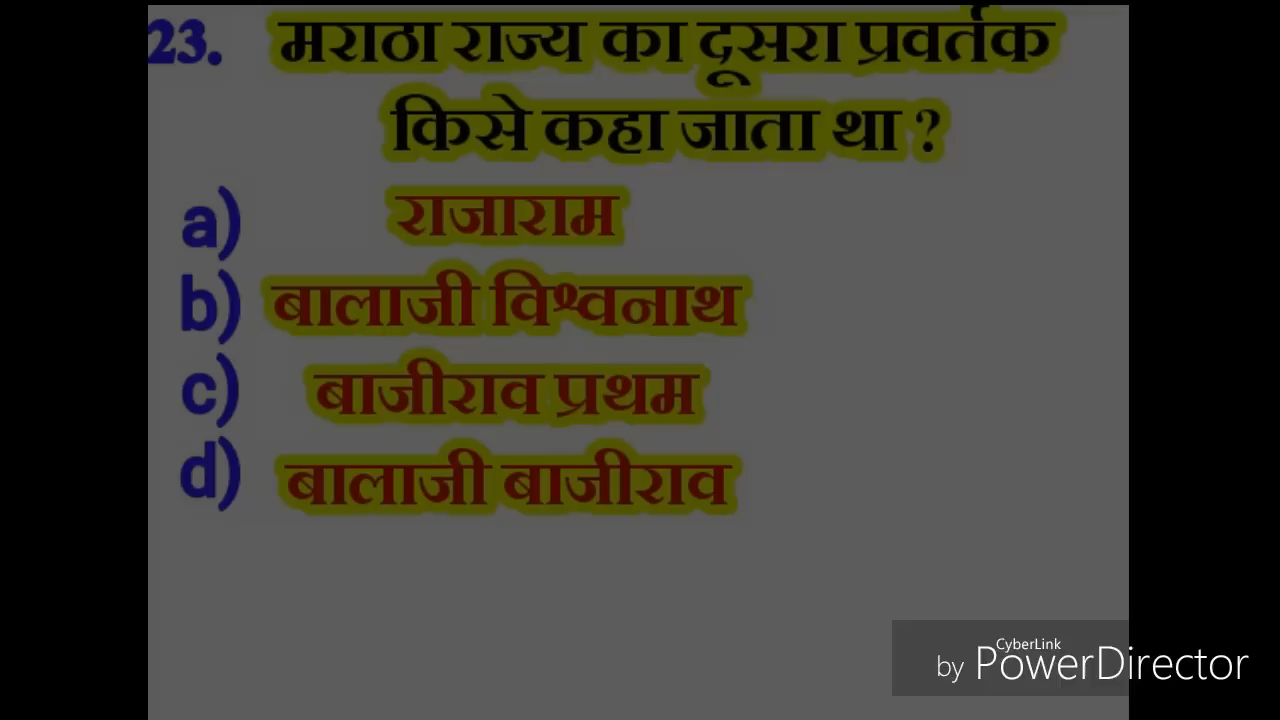 23. मराठा राज्य का दूसरा प्रवर्तक
किसे कहा जाता था ?
a) राजाराम
b) बालाजी विश्वनाथ
c) बाजीराव प्रथम
d) बालाजी बाजीराव
CyberLink
by PowerDirector